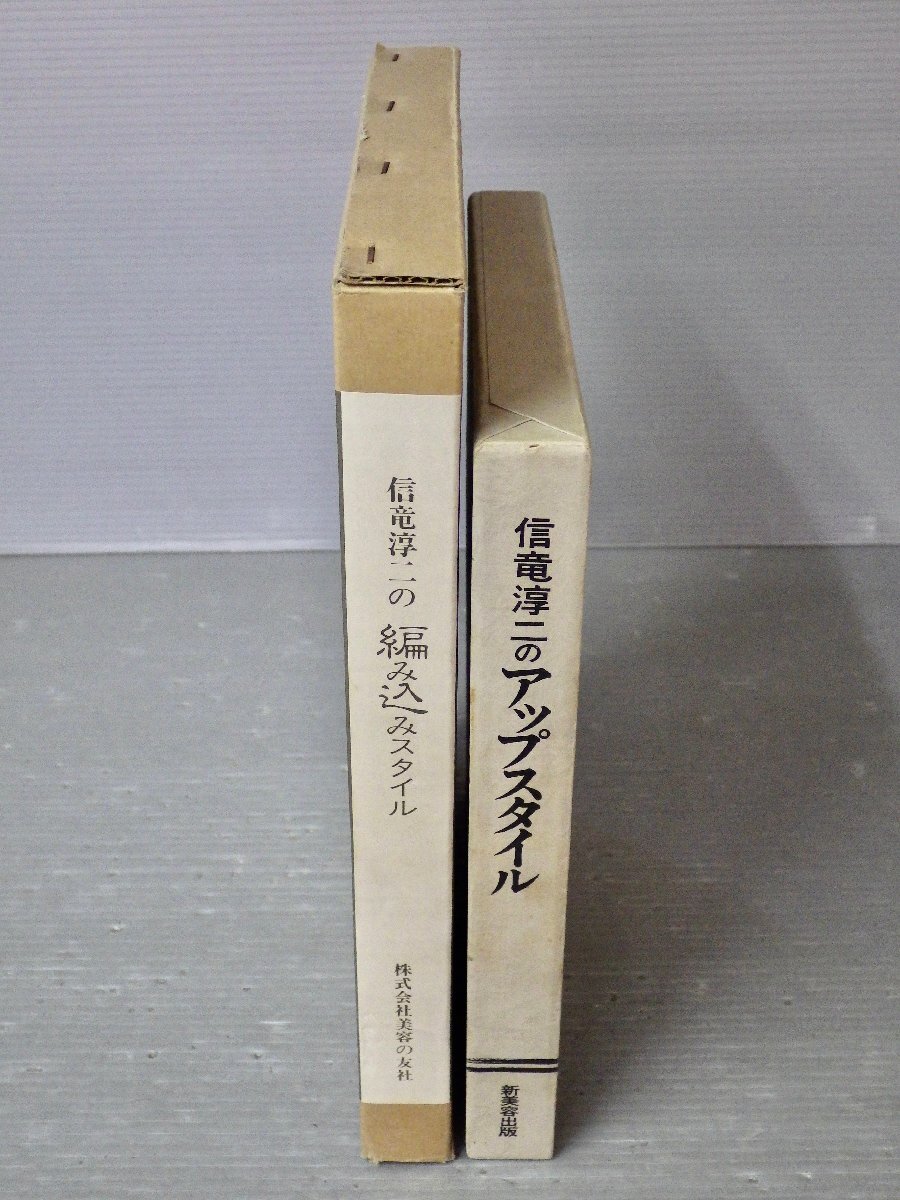 信竜淳二の編み込みスタイル
株式会社美容の友社
信竜淳二のアップスタイル
新美容出版